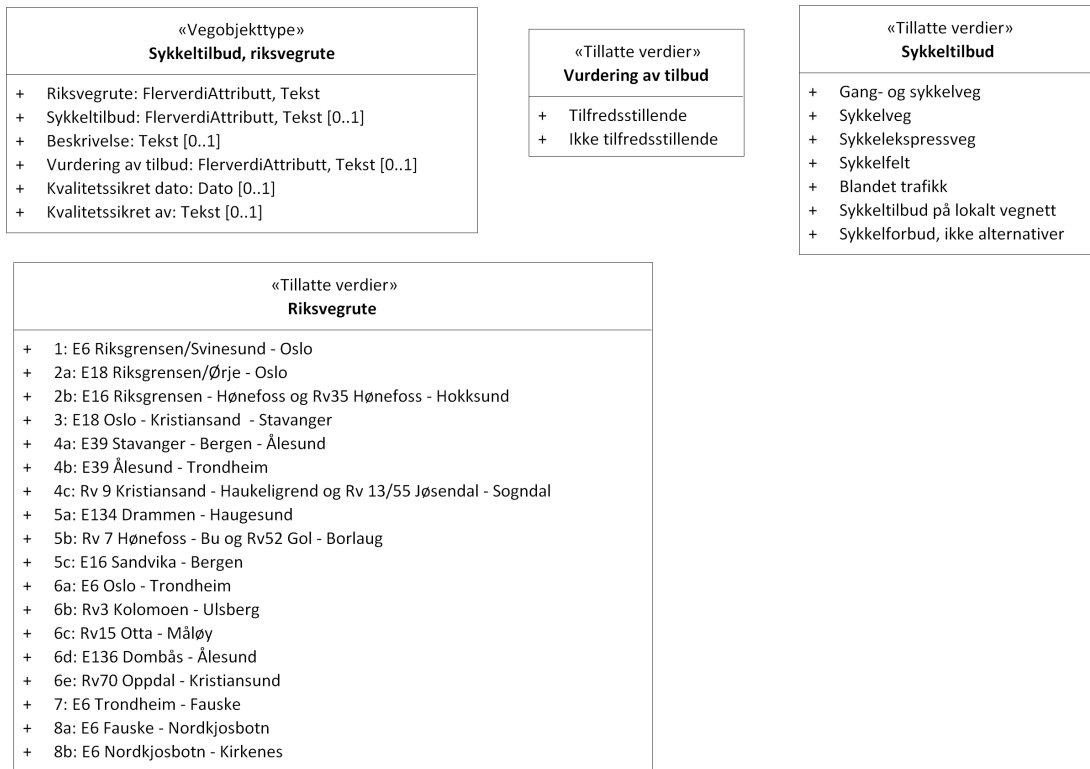 «Vegobjekttype»
Sykkeltilbud, riksvegrute
+ Riksvegrute: FlerverdiAttributt, Tekst
+ Sykkeltilbud: FlerverdiAttributt, Tekst [0..1]
+ Beskrivelse: Tekst [0..1]
+ Vurdering av tilbud: FlerverdiAttributt, Tekst [0..1]
+ Kvalitetssikret dato: Dato [0..1]
+ Kvalitetssikret av: Tekst [0..1]
«Tillatte verdier»
Vurdering av tilbud
+ Tilfredsstillende
+ Ikke tilfredsstillende
«Tillatte verdier»
Sykkeltilbud
+ Gang- og sykkelveg
+ Sykkelveg
+ Sykkelekspressveg
+ Sykkelfelt
+ Blandet trafikk
+ Sykkeltilbud på lokalt vegnett
+ Sykkelforbud, ikke alternativer
«Tillatte verdier»
Riksvegrute
+ 1: E6 Riksgrensen/Svinesund - Oslo
+ 2a: E18 Riksgrensen/Ørje - Oslo
+ 2b: E16 Riksgrensen - Hønefoss og Rv35 Hønefoss - Hokksund
+ 3: E18 Oslo - Kristiansand  - Stavanger
+ 4a: E39 Stavanger - Bergen - Ålesund
+ 4b: E39 Ålesund - Trondheim
+ 4c: Rv 9 Kristiansand - Haukeligrend og Rv 13/55 Jøsendal - Sogndal
+ 5a: E134 Drammen - Haugesund
+ 5b: Rv 7 Hønefoss - Bu og Rv52 Gol - Borlaug
+ 5c: E16 Sandvika - Bergen
+ 6a: E6 Oslo - Trondheim
+ 6b: Rv3 Kolomoen - Ulsberg
+ 6c: Rv15 Otta - Måløy
+ 6d: E136 Dombås - Ålesund
+ 6e: Rv70 Oppdal - Kristiansund
+ 7: E6 Trondheim - Fauske
+ 8a: E6 Fauske - Nordkjosbotn
+ 8b: E6 Nordkjosbotn - Kirkenes